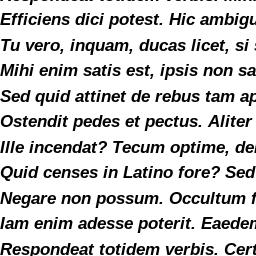 Efficiens dici potest. Hic ambigu
Tu vero, inquam, ducas licet, si
Mihi enim satis est, ipsis non sa
Sed quid attinet de rebus tam ap
Ostendit pedes et pectus. Aliter
Ille incendat? Tecum optime, de
Quid censes in Latino fore? Sed
Negare non possum. Occultum f
Iam enim adesse poterit. Eaedem
Respondeat totidem verbis. Cert